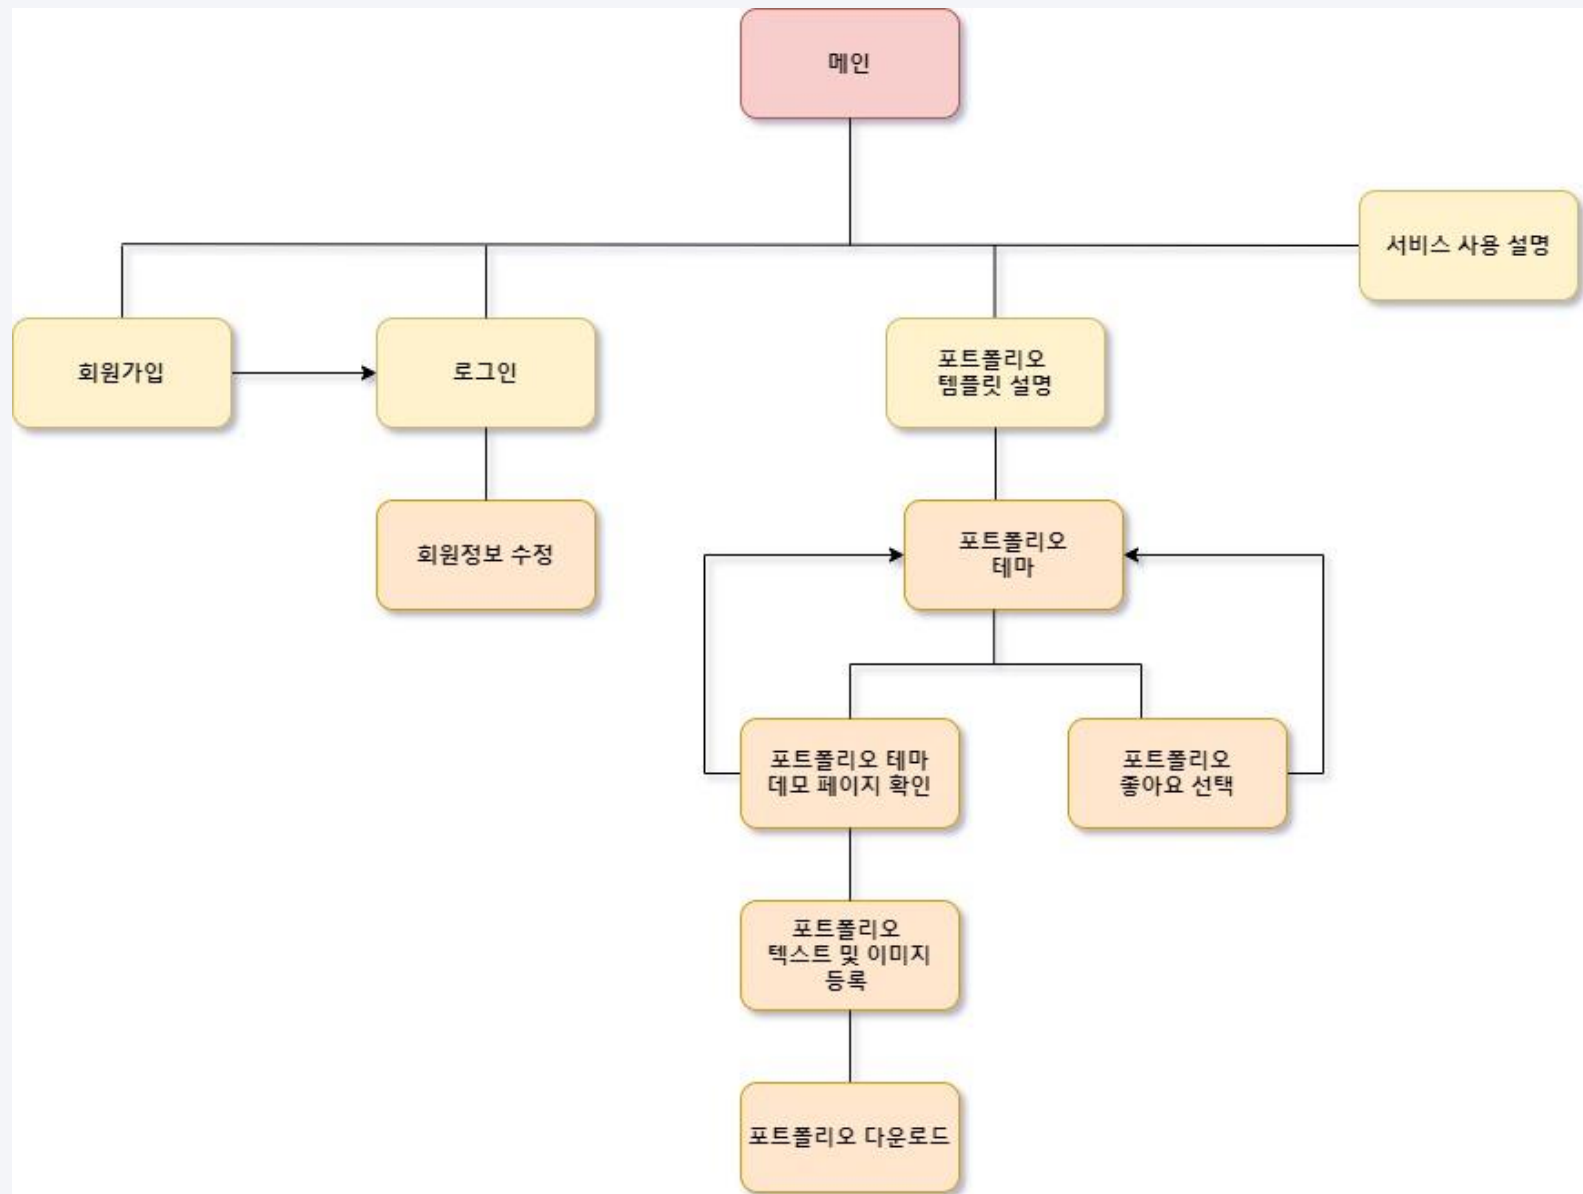 메인
서비스 사용 설명
회원가입
로그인
포트폴리오
템플릿 설명
회원정보 수정
포트폴리오
테마
포트폴리오 테마
데모 페이지 확인
포트폴리오
좋아요 선택
포트폴리오
텍스트 및 이미지
등록
포트폴리오 다운로드